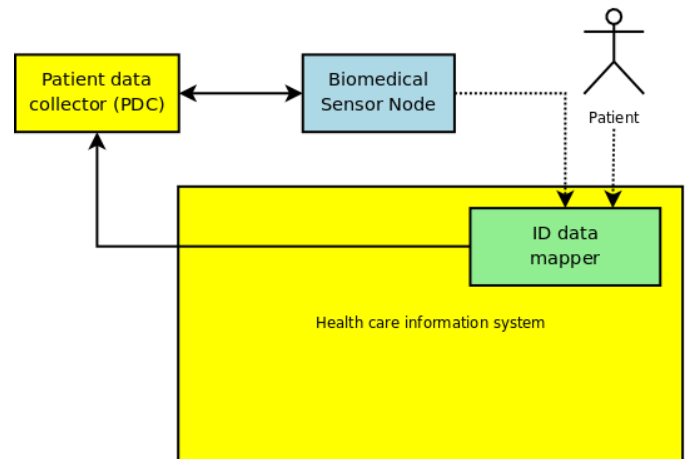 Patient data
collector (PDC)
Biomedical
Sensor Node
Patient
ID data
mapper
Health care information system